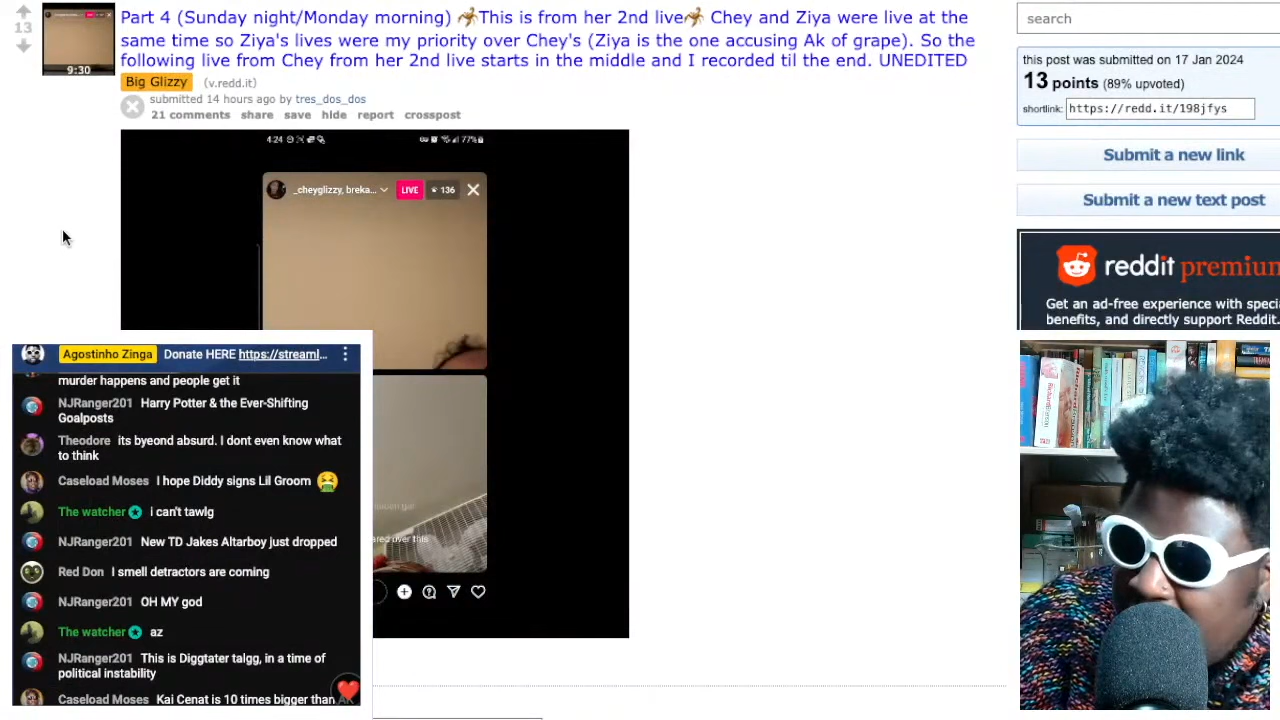 13
9:30
Part 4 (Sunday night/Monday morning) 🤸This is from her 2nd live🤸 Chey and Ziya were live at the
same time so Ziya's lives were my priority over Chey's (Ziya is the one accusing Ak of grape). So the
following live from Chey from her 2nd live starts in the middle and I recorded til the end. UNEDITED
Big Glizzy (v.redd.it)
submitted 14 hours ago by tres_dos_dos
21 comments share save hide report crosspost
4:24
77%
_cheyglizzy, breka... LIVE 136
search
this post was submitted on 17 Jan 2024
13 points (89% upvoted)
shortlink: https://redd.it/198jfys
Submit a new link
Submit a new text post
reddit premium
Get an ad-free experience with speci
benefits, and directly support Reddit.
Agostinho Zinga Donate HERE https://streaml...
murder happens and people get it
NJRanger201 Harry Potter & the Ever-Shifting
Goalposts
Theodore its byeond absurd. I dont even know what
to think
Caseload Moses I hope Diddy signs Lil Groom 🤮
The watcher i can't tawlg
NJRanger201 New TD Jakes Altarboy just dropped
Red Don I smell detractors are coming
NJRanger201 OH MY god
The watcher az
NJRanger201 This is Diggtater talgg, in a time of
political instability
Caseload Moses Kai Cenat is 10 times bigger than AK
over this